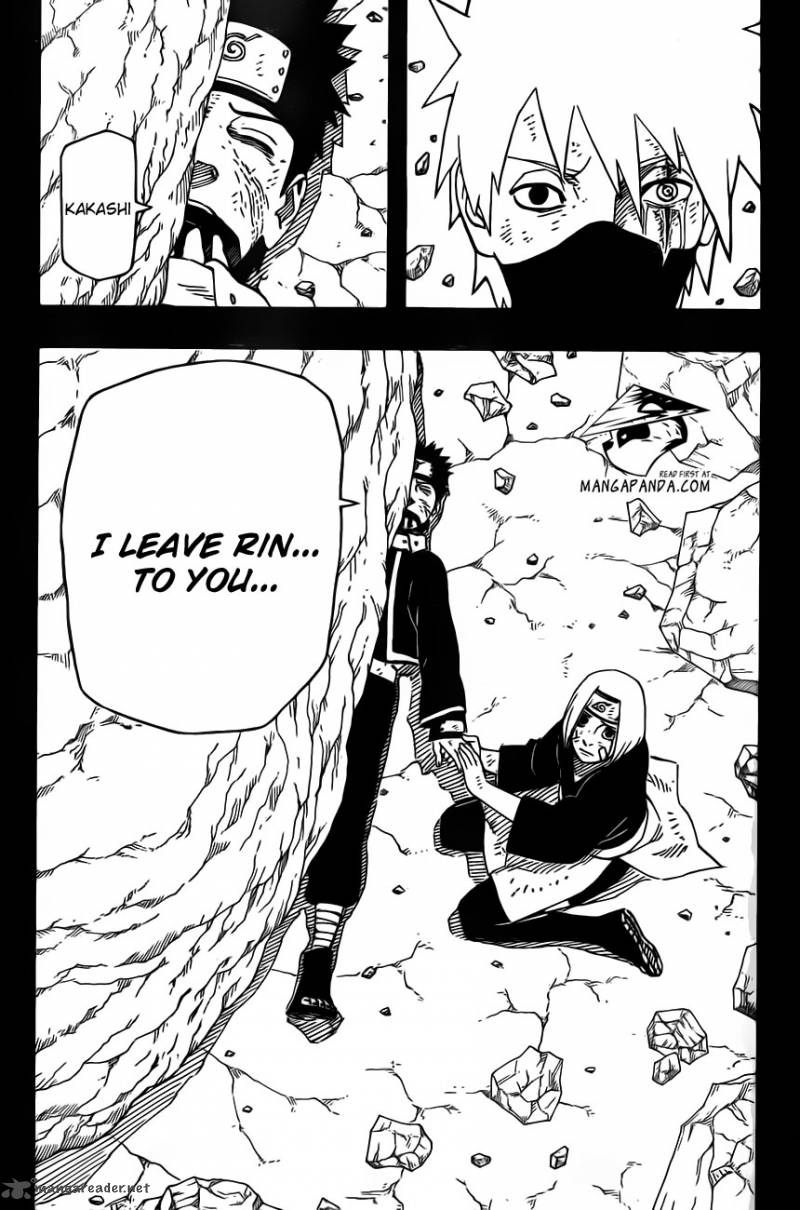 KAKASHI
I LEAVE RIN...
TO YOU...
READ FIRST AT
MANGAPANDA.COM
mangareader.net